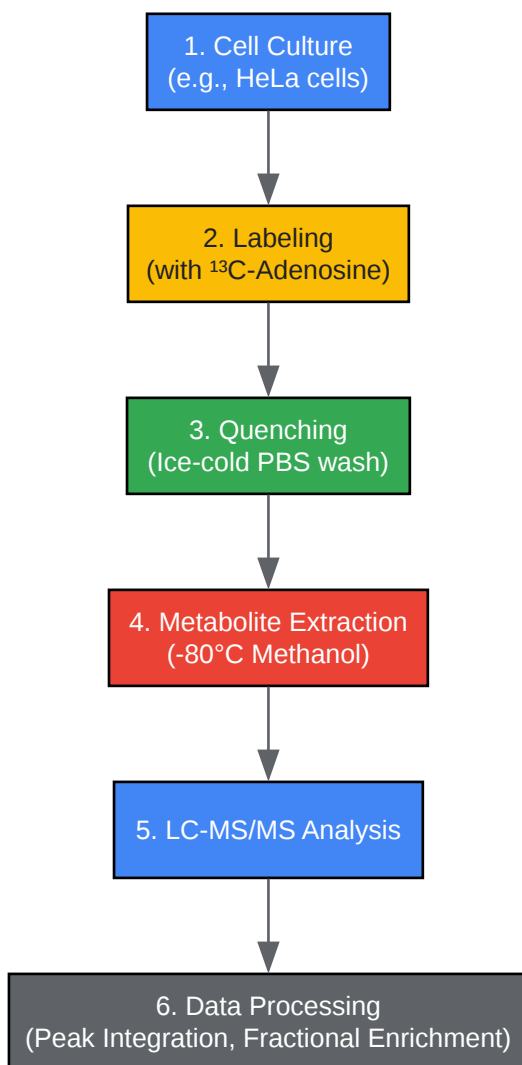 1. Cell Culture
(e.g., HeLa cells)
2. Labeling
(with ¹³C-Adenosine)
3. Quenching
(Ice-cold PBS wash)
4. Metabolite Extraction
(-80°C Methanol)
5. LC-MS/MS Analysis
6. Data Processing
(Peak Integration, Fractional Enrichment)